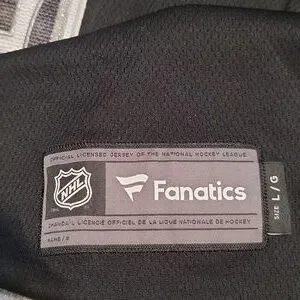 OFFICIAL LICENSED JERSEY OF THE NATIONAL HOCKEY LEAGUE
NHL
Fanatics
CHANDAIL LICENCIÉ OFFICIEL DE LA LIGUE NATIONALE DE HOCKEY
SIZE L/G